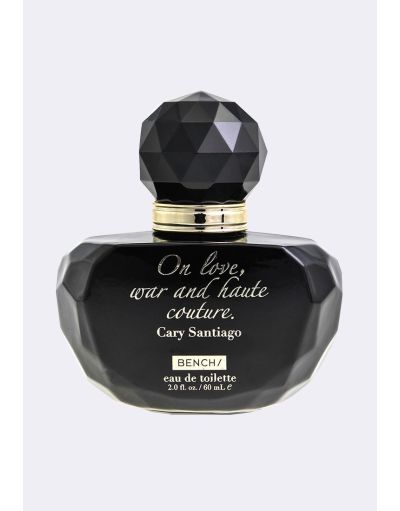 On love,
war and haute
couture.
Cary Santiago
BENCH/
eau de toilette
2.0 fl. oz. / 60 mL ℮